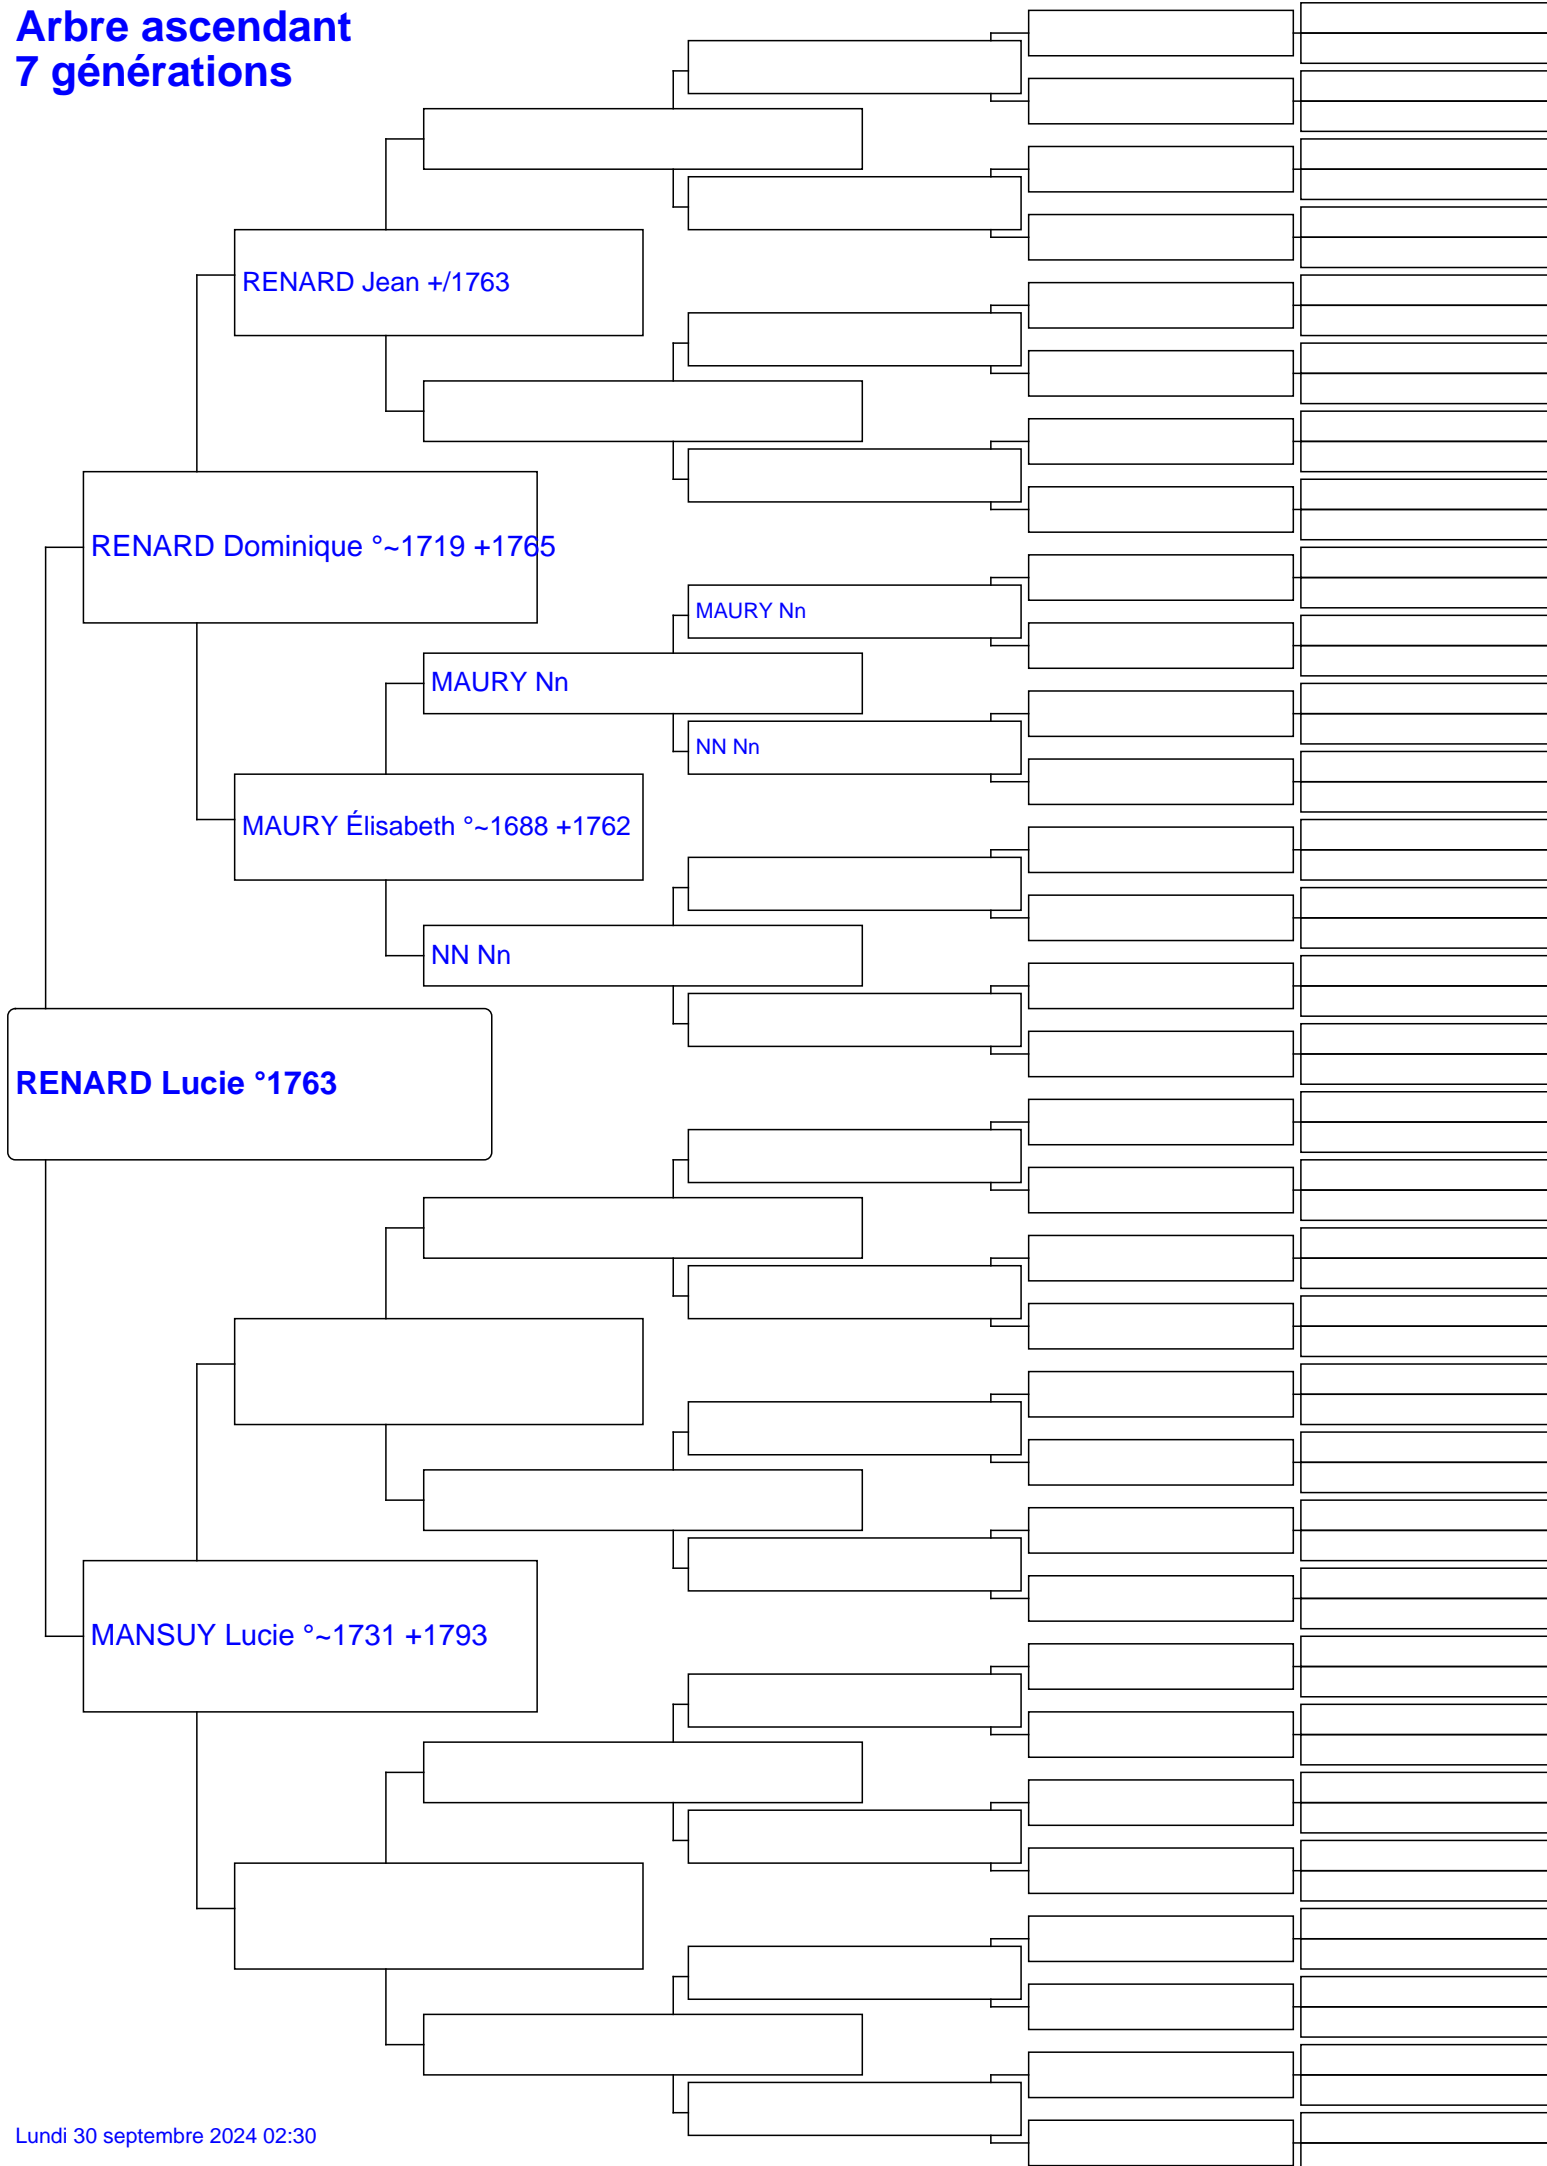 Arbre ascendant
7 générations
RENARD Jean +/1763
RENARD Dominique °~1719 +1765
MAURY Nn
MAURY Nn
NN Nn
MAURY Élisabeth °~1688 +1762
NN Nn
RENARD Lucie °1763
MANSUY Lucie °~1731 +1793
Lundi 30 septembre 2024 02:30